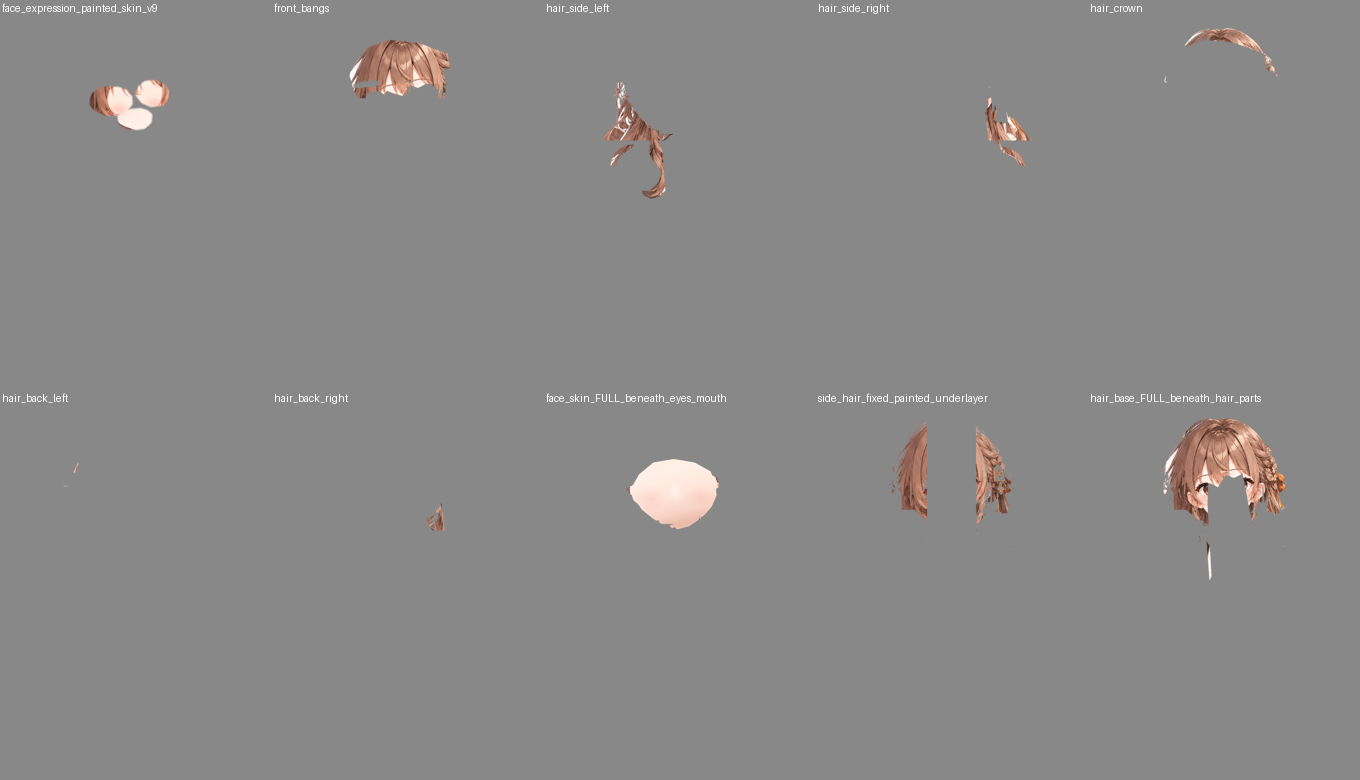 face_expression_painted_skin_v9
front_bangs
hair_side_left
hair_side_right
hair_crown
hair_back_left
hair_back_right
face_skin_FULL_beneath_eyes_mouth
side_hair_fixed_painted_underlayer
hair_base_FULL_beneath_hair_parts